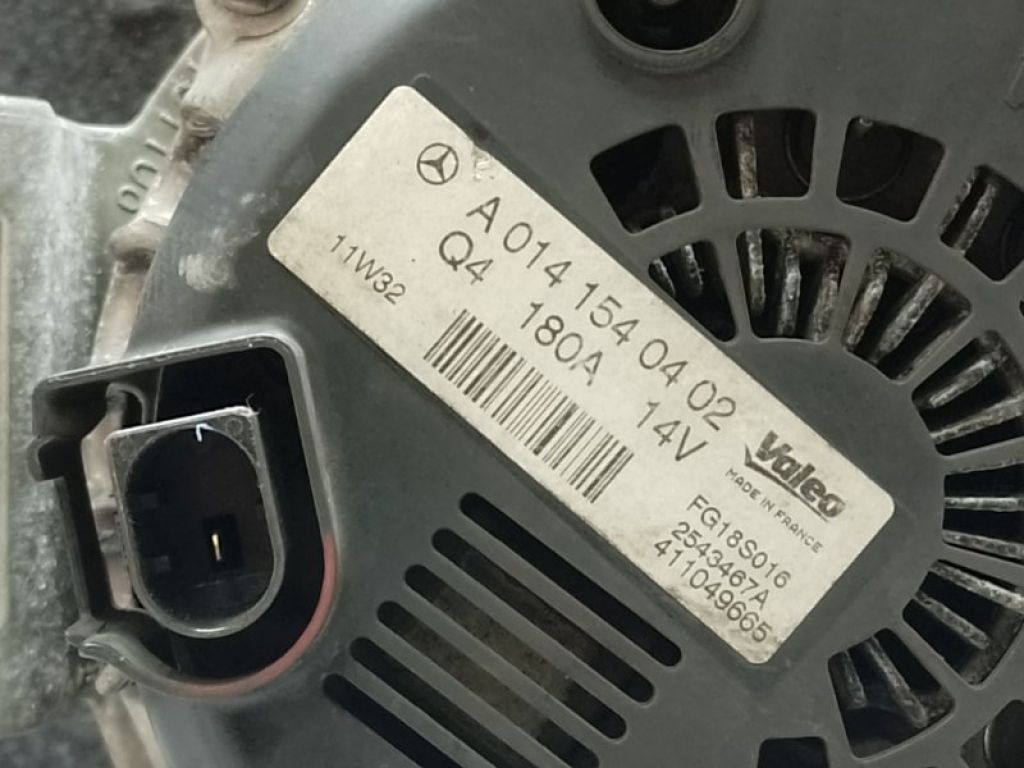 A 014 154 04 02
Q4 180A 14V
11W32
Valeo
MADE IN FRANCE
FG18S016
2543467A
411049665